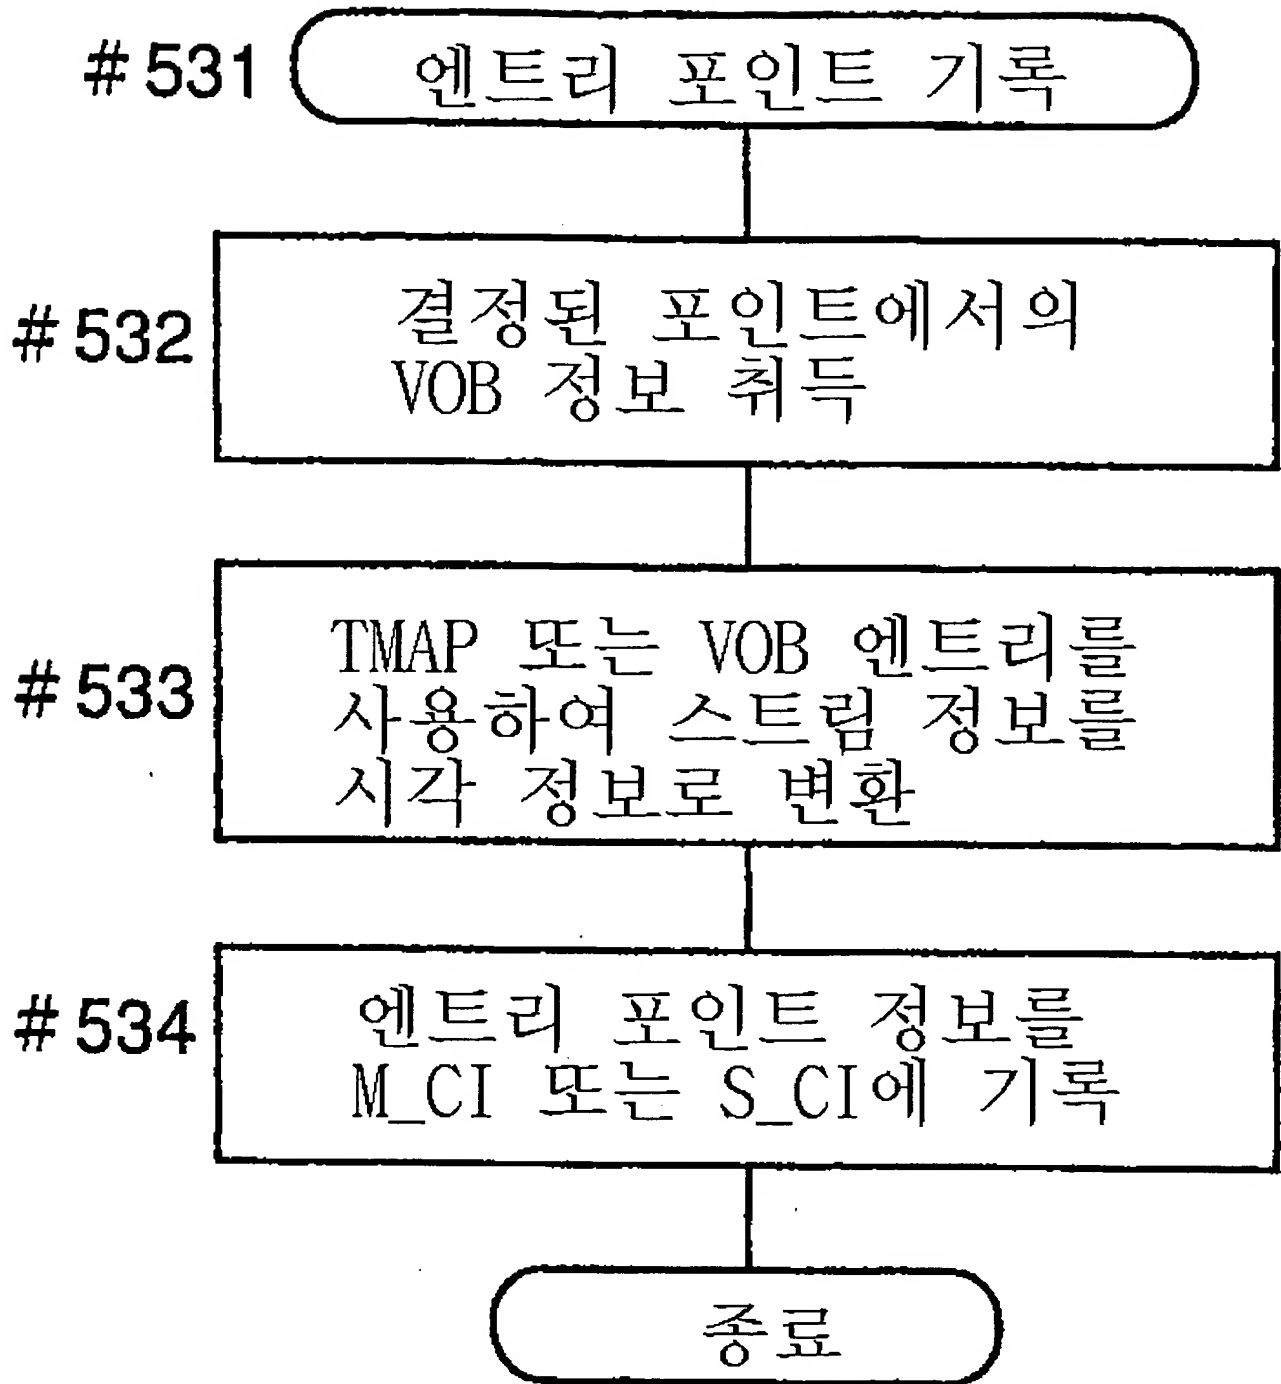 #531 엔트리 포인트 기록
#532 결정된 포인트에서의
VOB 정보 취득
TMAP 또는 VOB 엔트리를
#533 사용하여 스트림 정보를
시각 정보로 변환
#534 엔트리 포인트 정보를
M_CI 또는 S_CI에 기록
종료